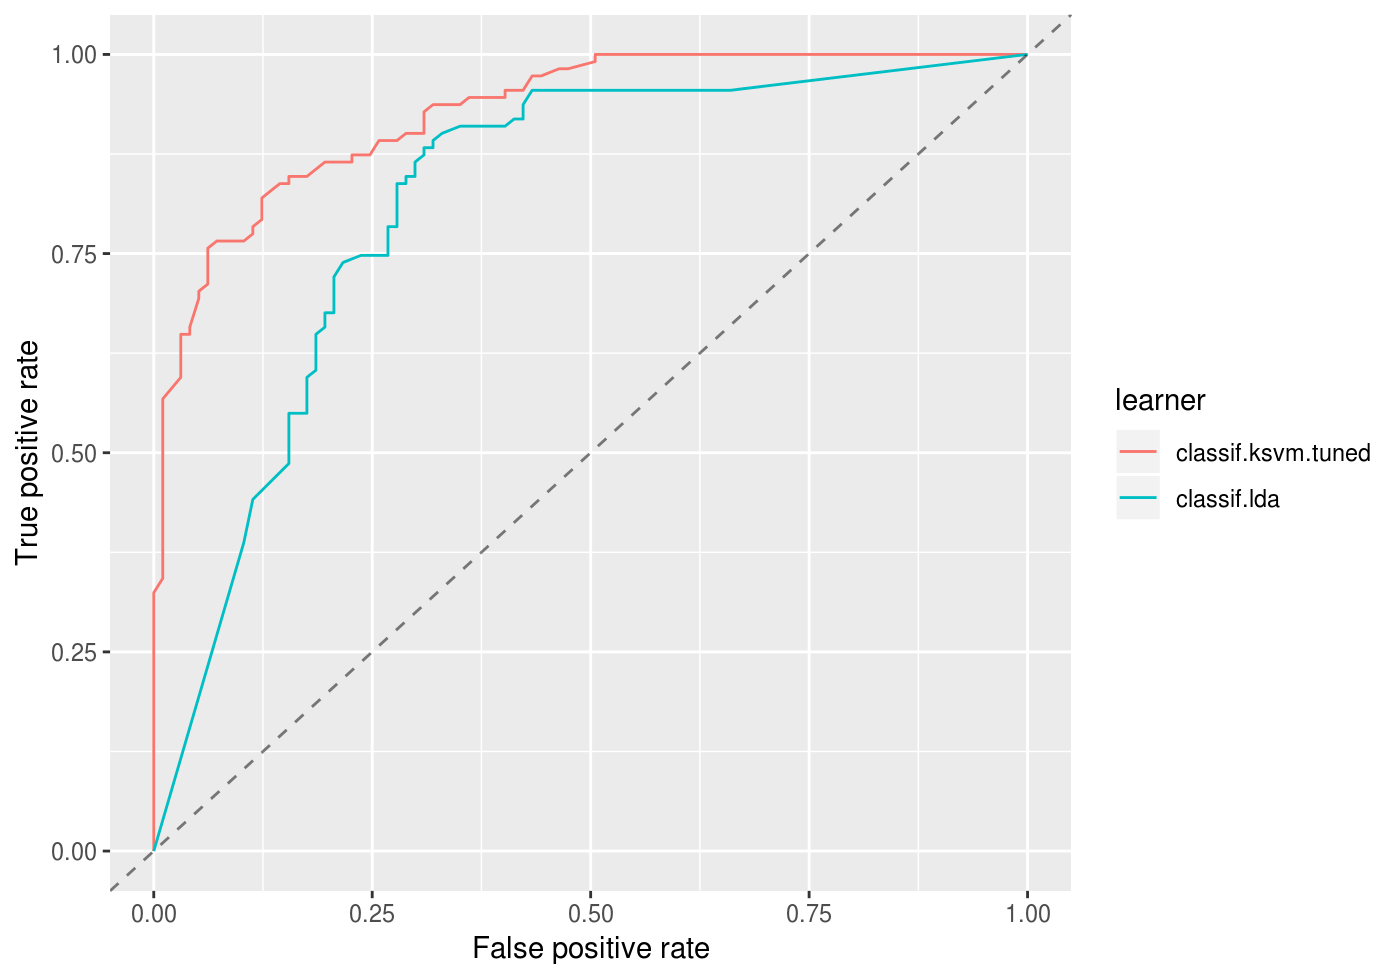 1.00
0.75
0.50
0.25
0.00
True positive rate
0.00 0.25 0.50 0.75 1.00
False positive rate
learner
classif.ksvm.tuned
classif.lda